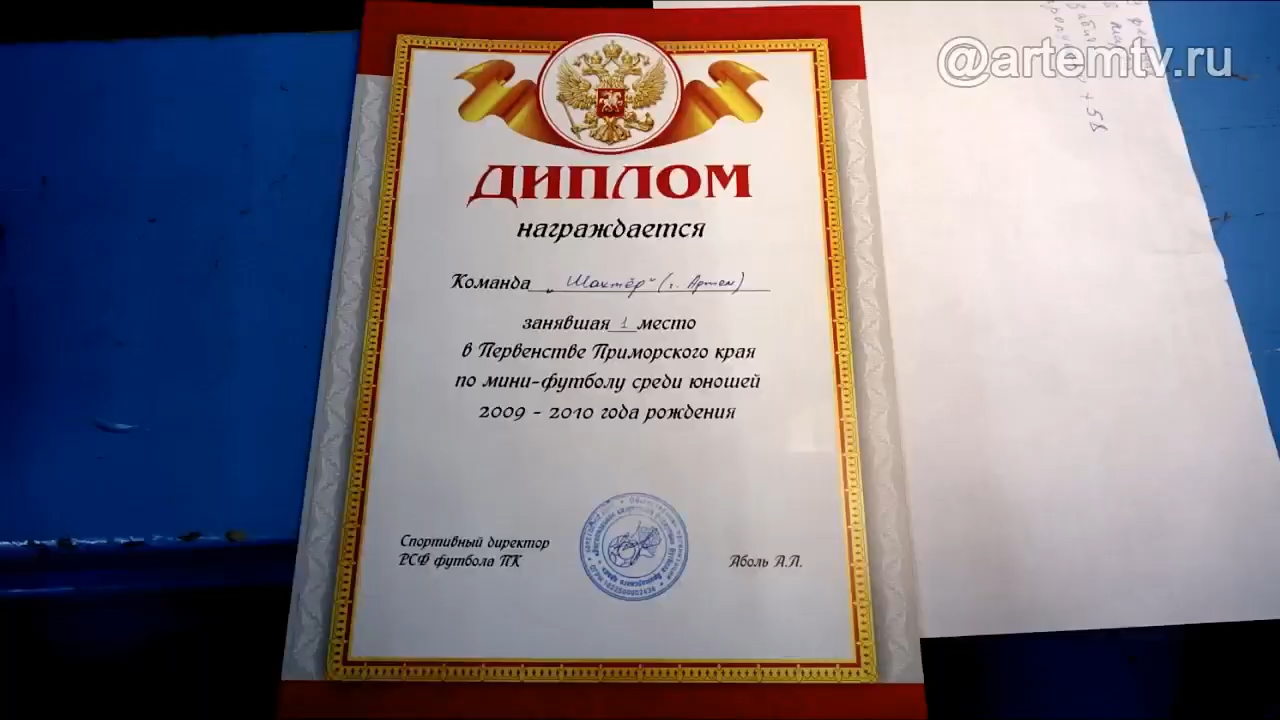 @artemtv.ru
ДИПЛОМ
награждается
Команда „Шахтёр" (г. Артем)
занявшая 1 место
в Первенстве Приморского края
по мини-футболу среди юношей
2009 - 2010 года рождения
Спортивный директор
РСФ футбола ПК
Аболь А.Л.
+ 58